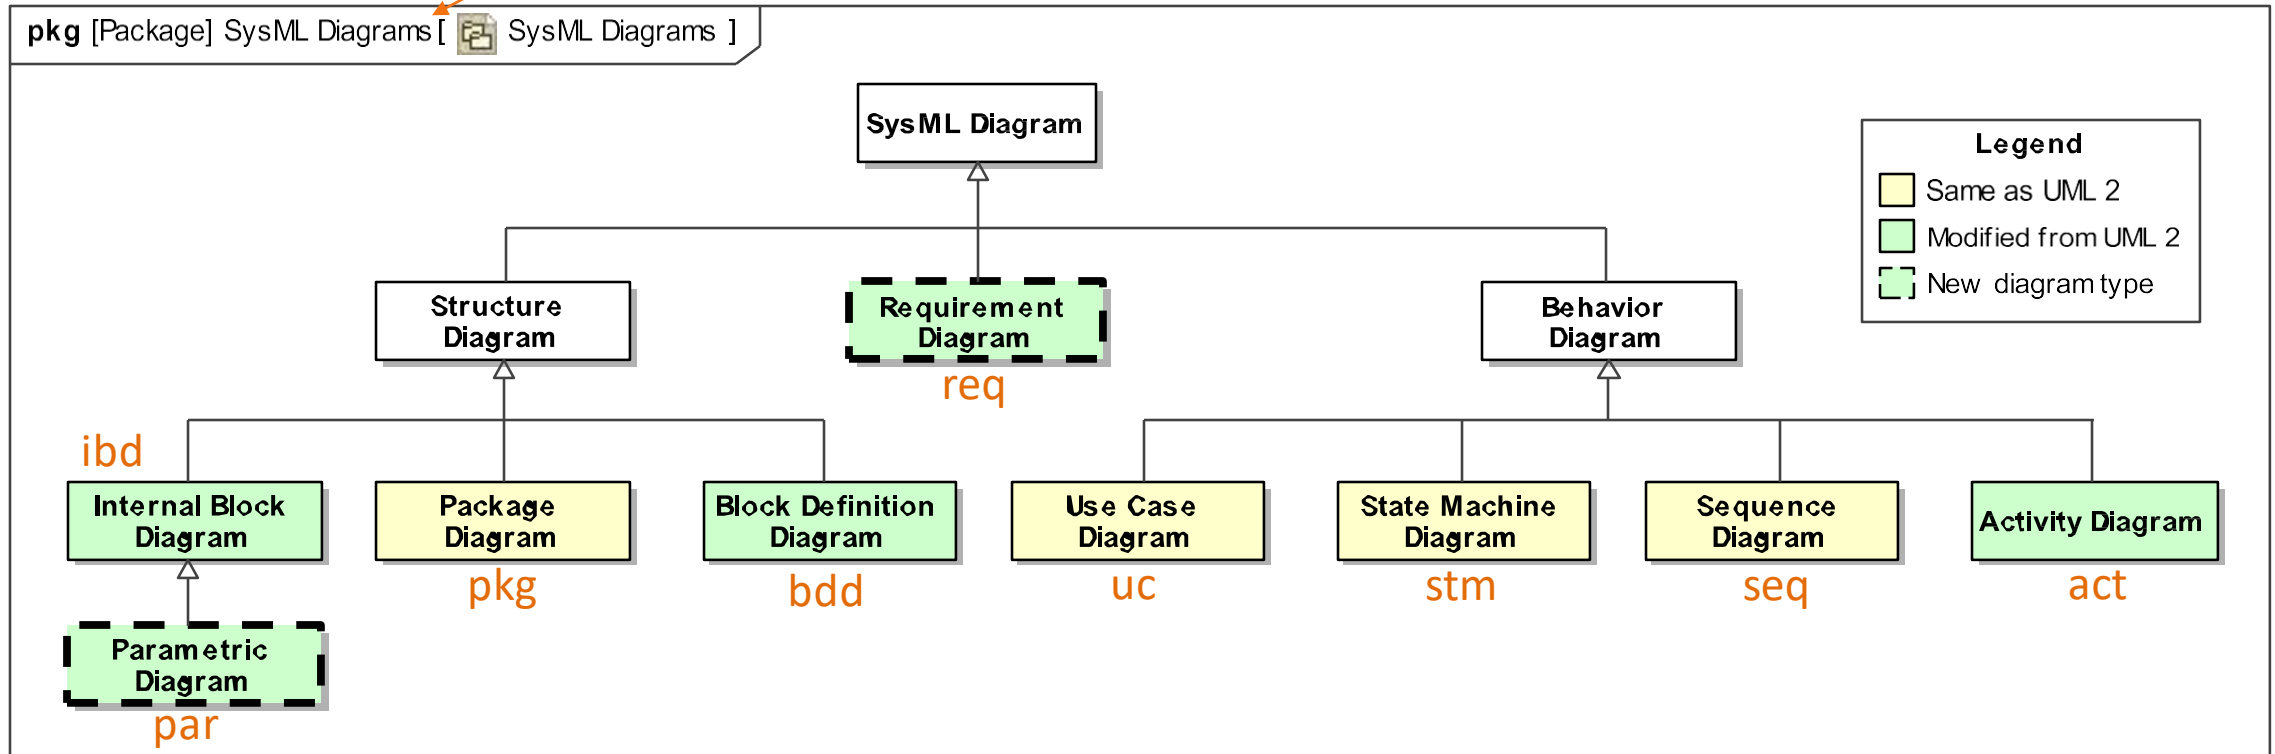 pkg [Package] SysML Diagrams [ SysML Diagrams ]
SysML Diagram
Legend
Same as UML 2
Modified from UML 2
New diagram type
Structure
Diagram
Requirement
Diagram
req
Behavior
Diagram
ibd
Internal Block
Diagram
Package
Diagram
pkg
Block Definition
Diagram
bdd
Use Case
Diagram
uc
State Machine
Diagram
stm
Sequence
Diagram
seq
Activity Diagram
act
Parametric
Diagram
par